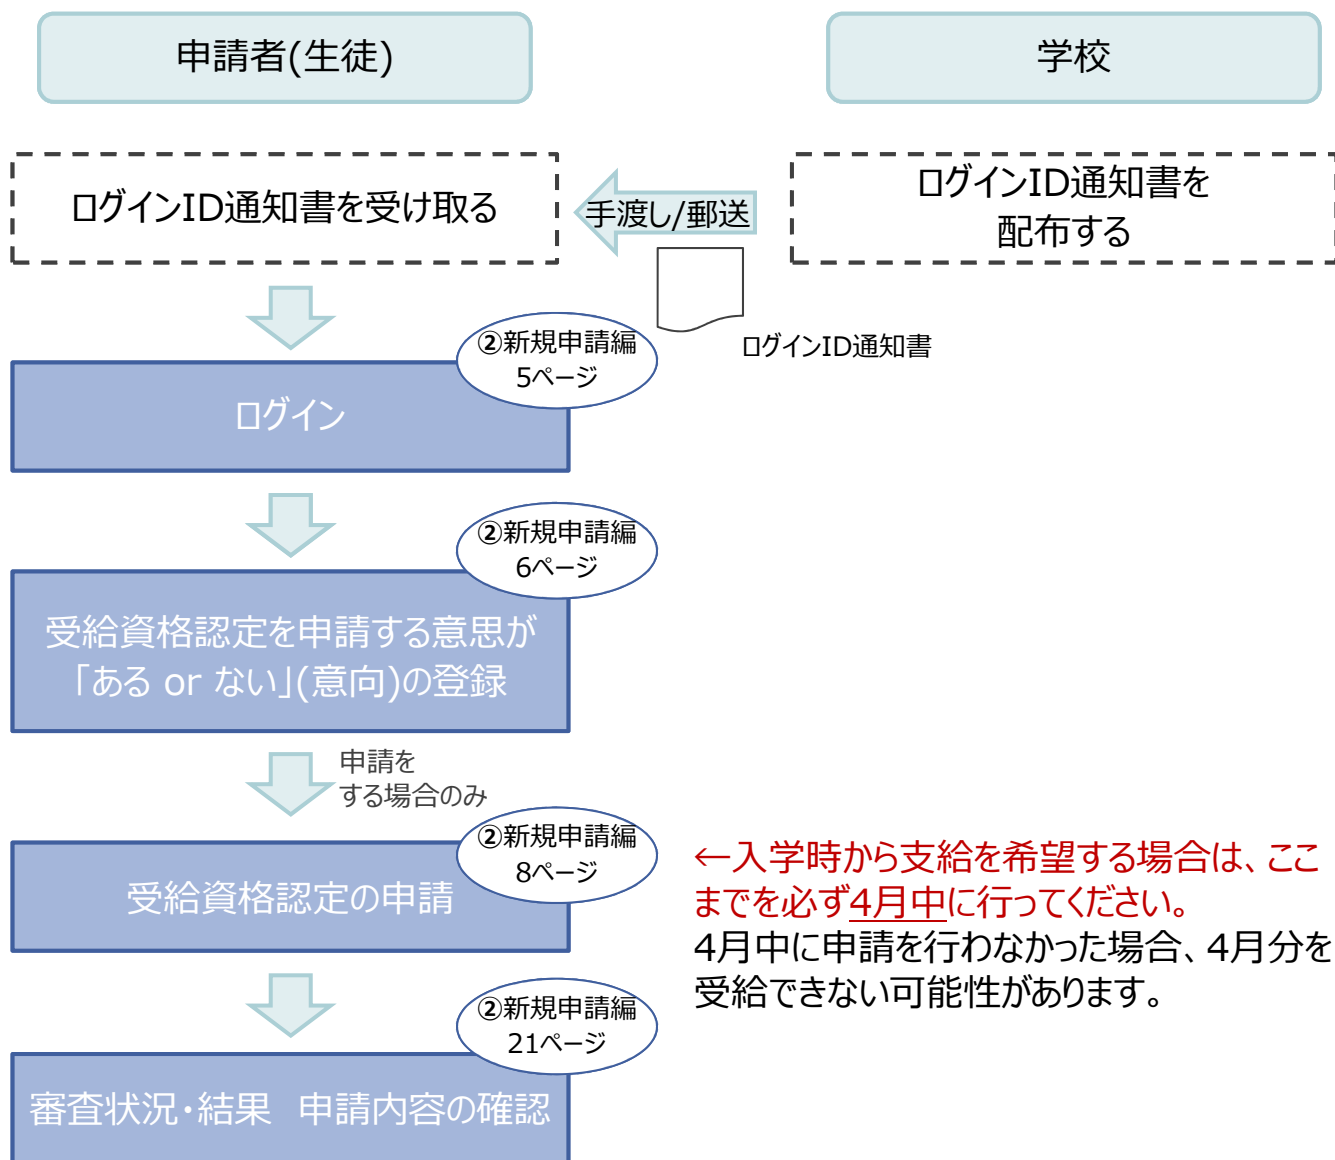 申請者(生徒)
学校
ログインID通知書を受け取る
手渡し/郵送
ログインID通知書を
配布する
ログインID通知書
②新規申請編
5ページ
ログイン
②新規申請編
6ページ
受給資格認定を申請する意思が
「ある or ない」(意向)の登録
申請を
する場合のみ
②新規申請編
8ページ
受給資格認定の申請
←入学時から支給を希望する場合は、ここ
までを必ず4月中に行ってください。
4月中に申請を行わなかった場合、4月分を
受給できない可能性があります。
②新規申請編
21ページ
審査状況・結果　申請内容の確認